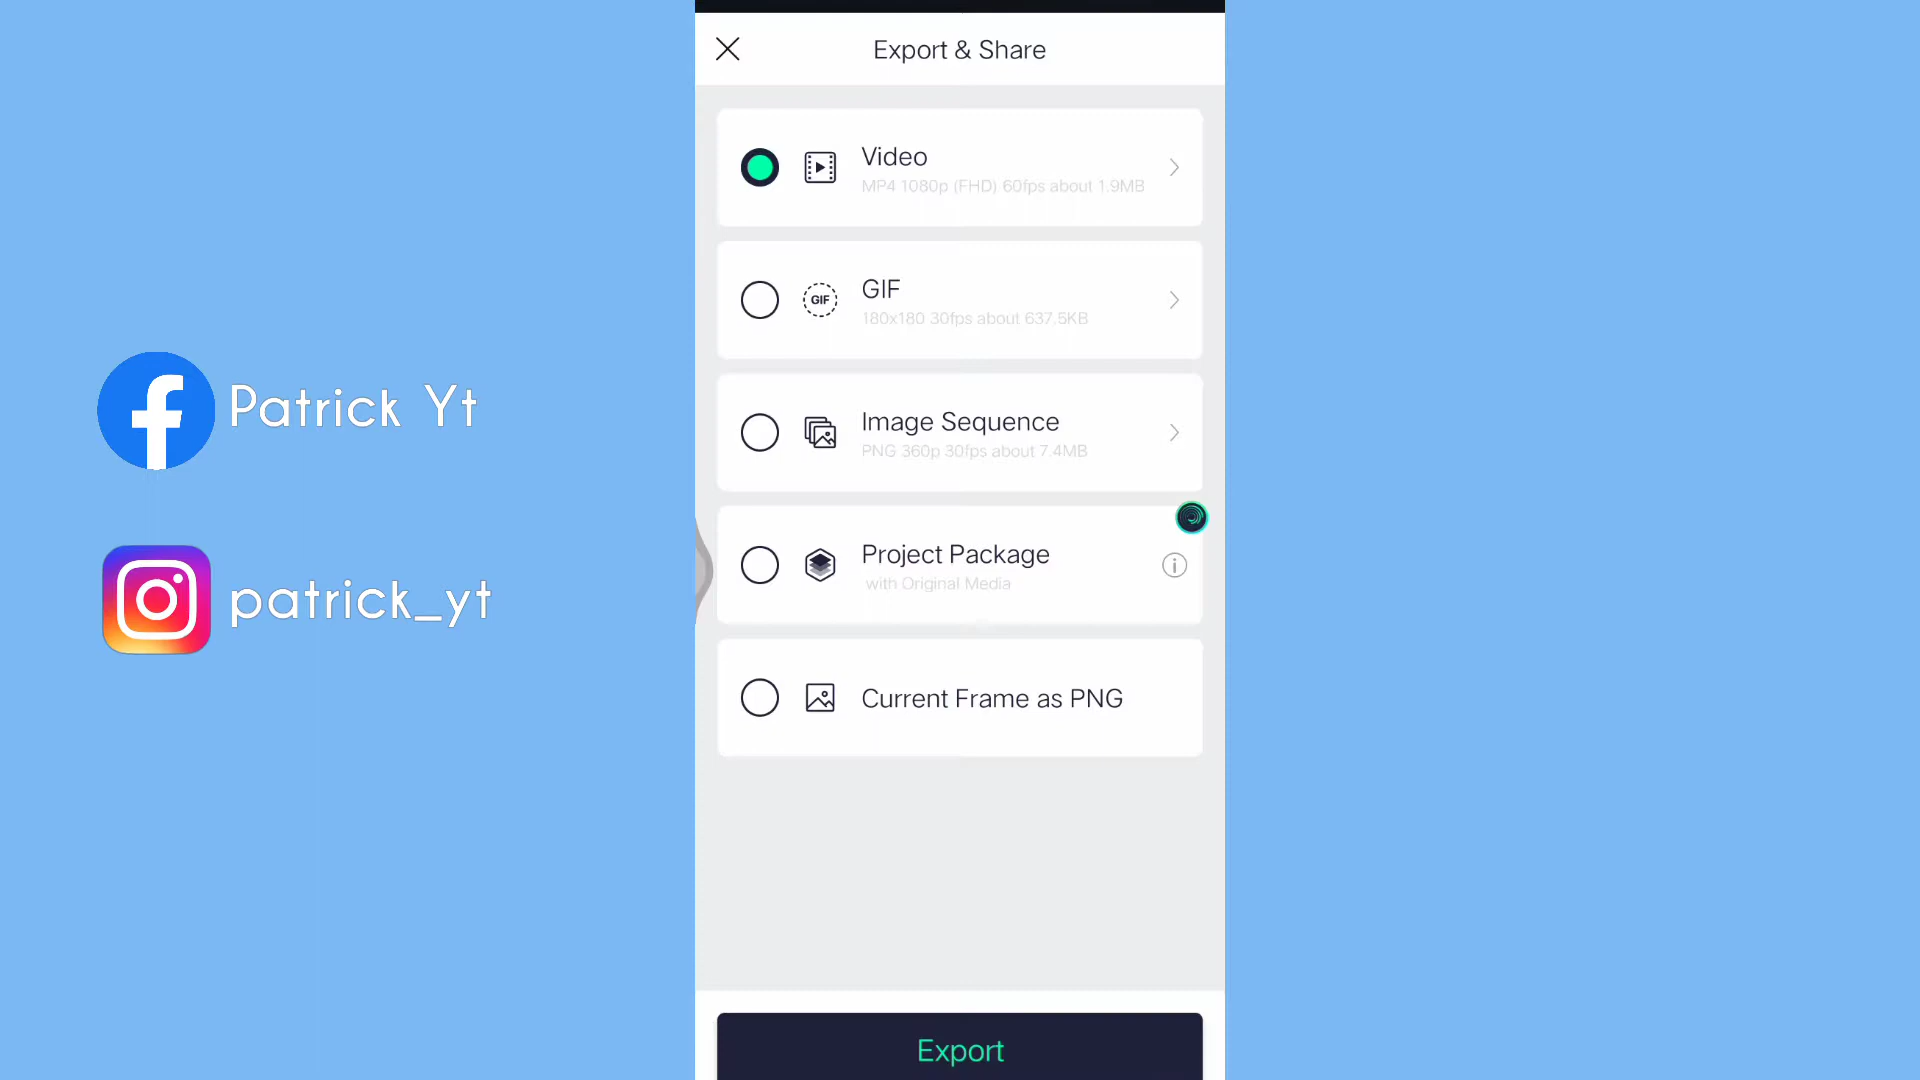 Export & Share
Video
MP4 1080p (FHD) 60fps about 1.9MB
GIF
GIF
180x180 30fps about 637.5KB
Image Sequence
PNG 360p 30fps about 7.4MB
Project Package
with Original Media
Current Frame as PNG
Export
Patrick Yt
patrick_yt